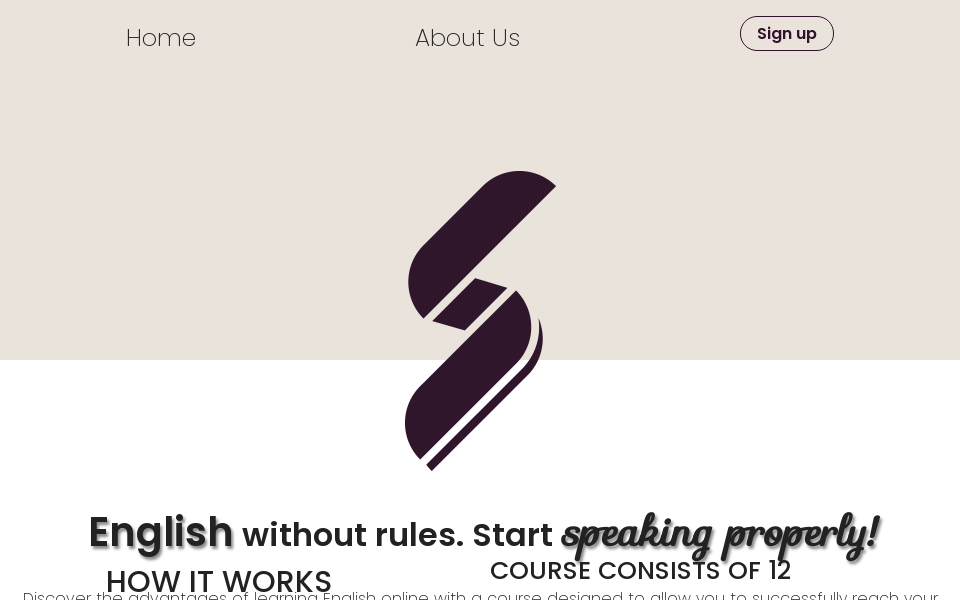 Home
About Us
Sign up
English without rules. Start speaking properly!
COURSE CONSISTS OF 12
HOW IT WORKS
Discover the advantages of learning English online with a course designed to allow you to successfully reach your